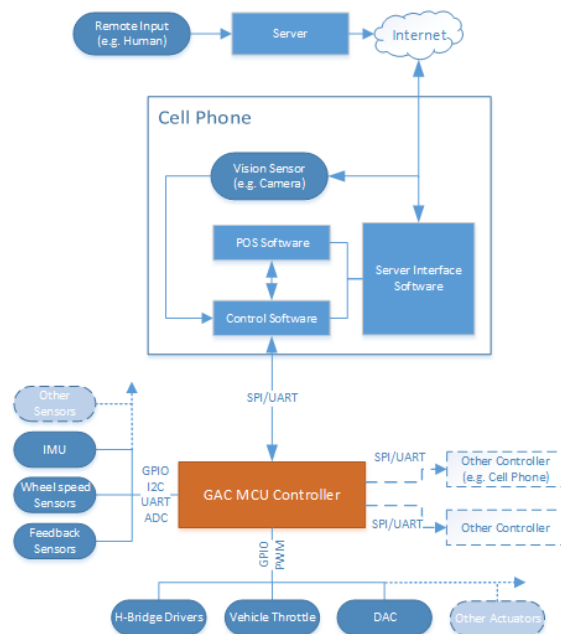 Remote Input
(e.g. Human)
Server
Internet
Cell Phone
Vision Sensor
(e.g. Camera)
POS Software
Server Interface
Software
Control Software
SPI/UART
Other
Sensors
IMU
Wheel speed
Sensors
Feedback
Sensors
GPIO
I2C
UART
ADC
GAC MCU Controller
SPI/UART
Other Controller
(e.g. Cell Phone)
SPI/UART
Other Controller
GPIO
PWM
H-Bridge Drivers
Vehicle Throttle
DAC
Other Actuators